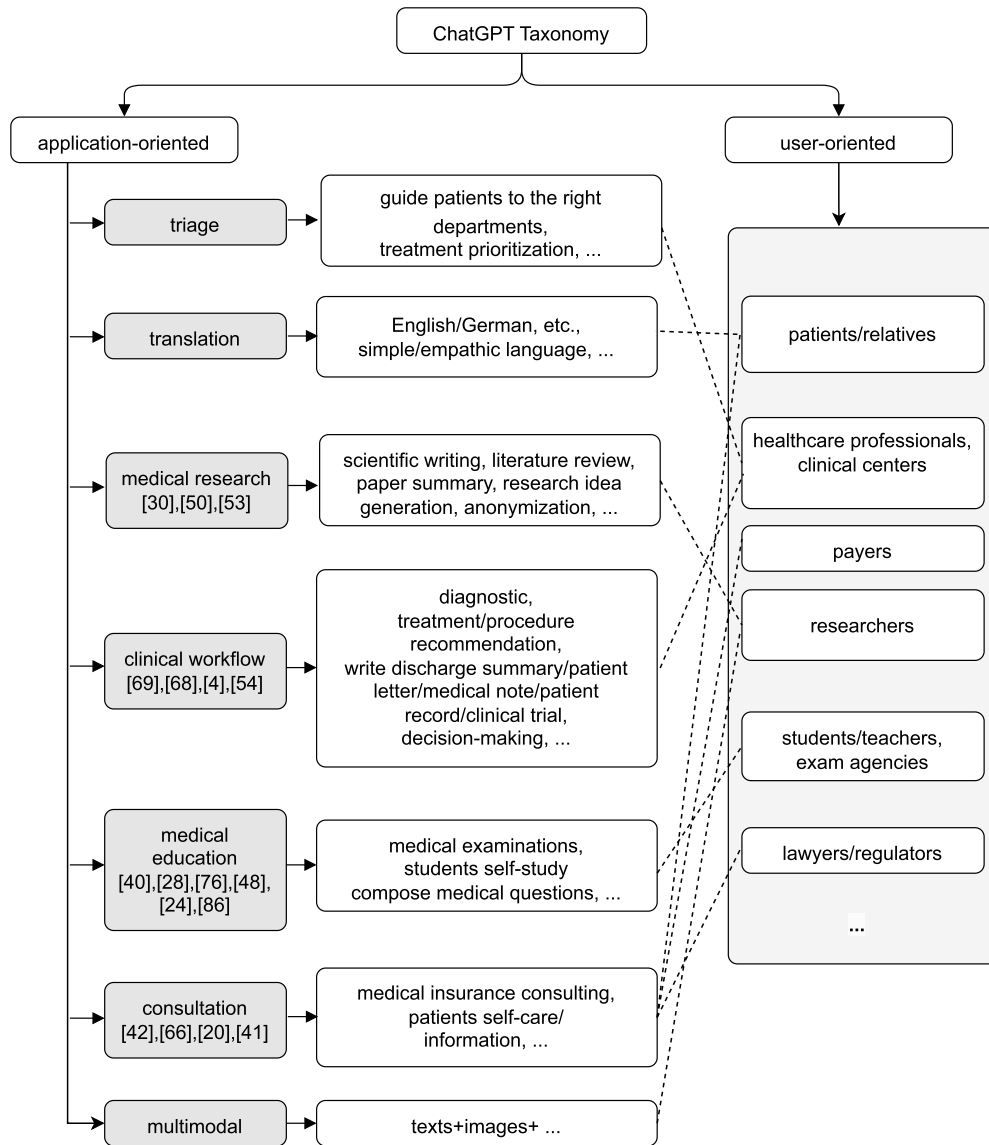 ChatGPT Taxonomy
application-oriented
user-oriented
triage
guide patients to the right
departments,
treatment prioritization, ...
translation
English/German, etc.,
simple/empathic language, ...
medical research
[30],[50],[53]
scientific writing, literature review,
paper summary, research idea
generation, anonymization, ...
clinical workflow
[69],[68],[4],[54]
diagnostic,
treatment/procedure
recommendation,
write discharge summary/patient
letter/medical note/patient
record/clinical trial,
decision-making, ...
medical
education
[40],[28],[76],[48],
[24],[86]
medical examinations,
students self-study
compose medical questions, ...
consultation
[42],[66],[20],[41]
medical insurance consulting,
patients self-care/
information, ...
multimodal
texts+images+ ...
patients/relatives
healthcare professionals,
clinical centers
payers
researchers
students/teachers,
exam agencies
lawyers/regulators
...